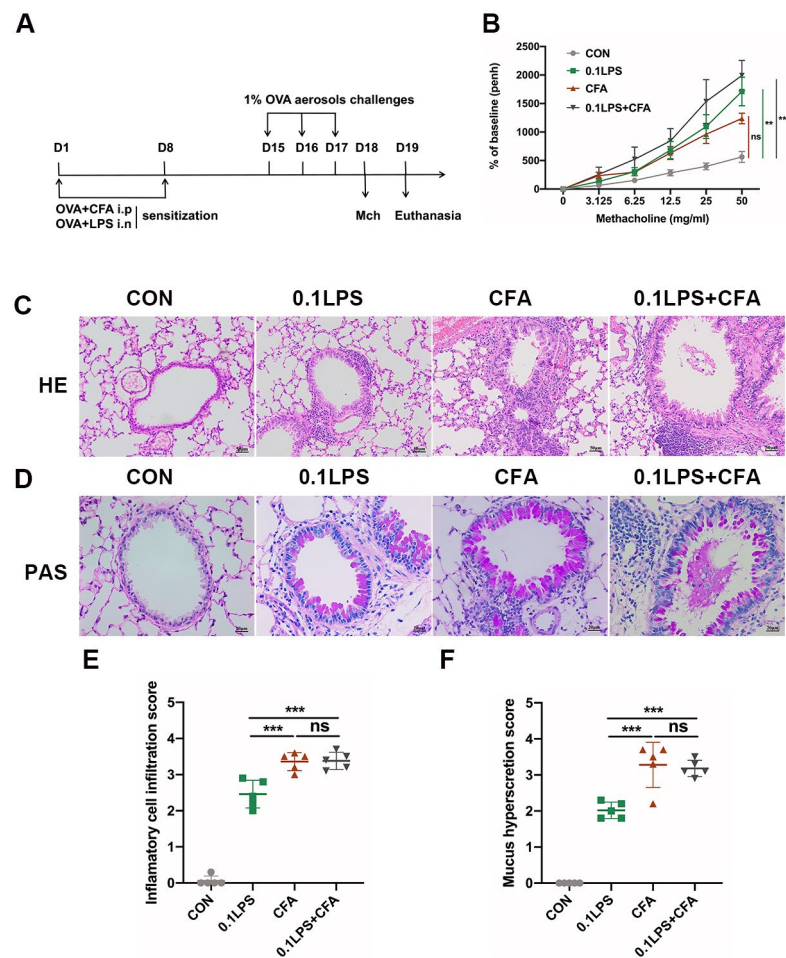 A
1% OVA aerosols challenges
D1 D8 D15 D16 D17 D18 D19
OVA+CFA i.p
OVA+LPS i.n
sensitization
Mch Euthanasia
B
% of baseline (penh)
2500
2000
1500
1000
500
0
CON
0.1LPS
CFA
0.1LPS+CFA
ns
**
**
0 3.125 6.25 12.5 25 50
Methacholine (mg/ml)
C
CON 0.1LPS CFA 0.1LPS+CFA
HE
D
CON 0.1LPS CFA 0.1LPS+CFA
PAS
20μm
E
Inflamatory cell infiltration score
5
4
3
2
1
0
***
*** ns
CON 0.1LPS CFA 0.1LPS+CFA
F
Mucus hyperscretion score
5
4
3
2
1
0
***
*** ns
CON 0.1LPS CFA 0.1LPS+CFA